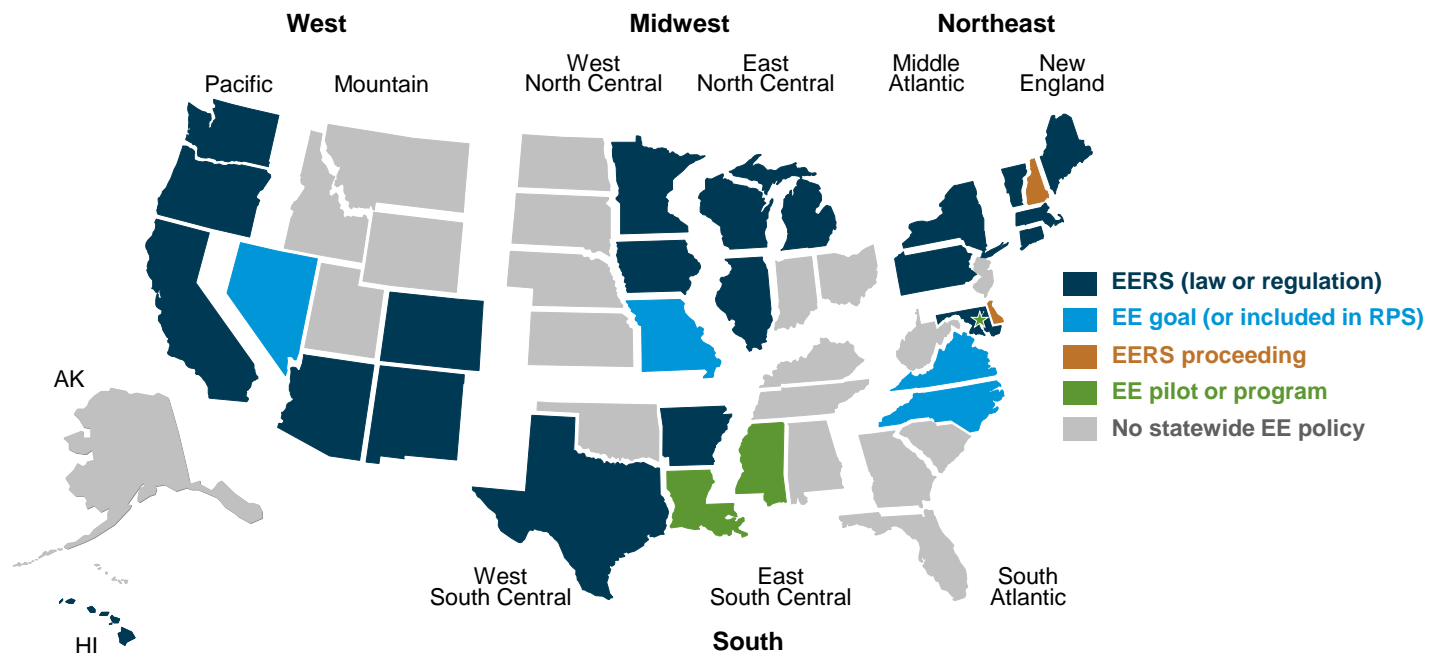 West
Midwest
Northeast
Pacific
Mountain
West
North Central
East
North Central
Middle
Atlantic
New
England
EERS (law or regulation)
EE goal (or included in RPS)
EERS proceeding
EE pilot or program
No statewide EE policy
AK
HI
West
South Central
East
South Central
South
Atlantic
South